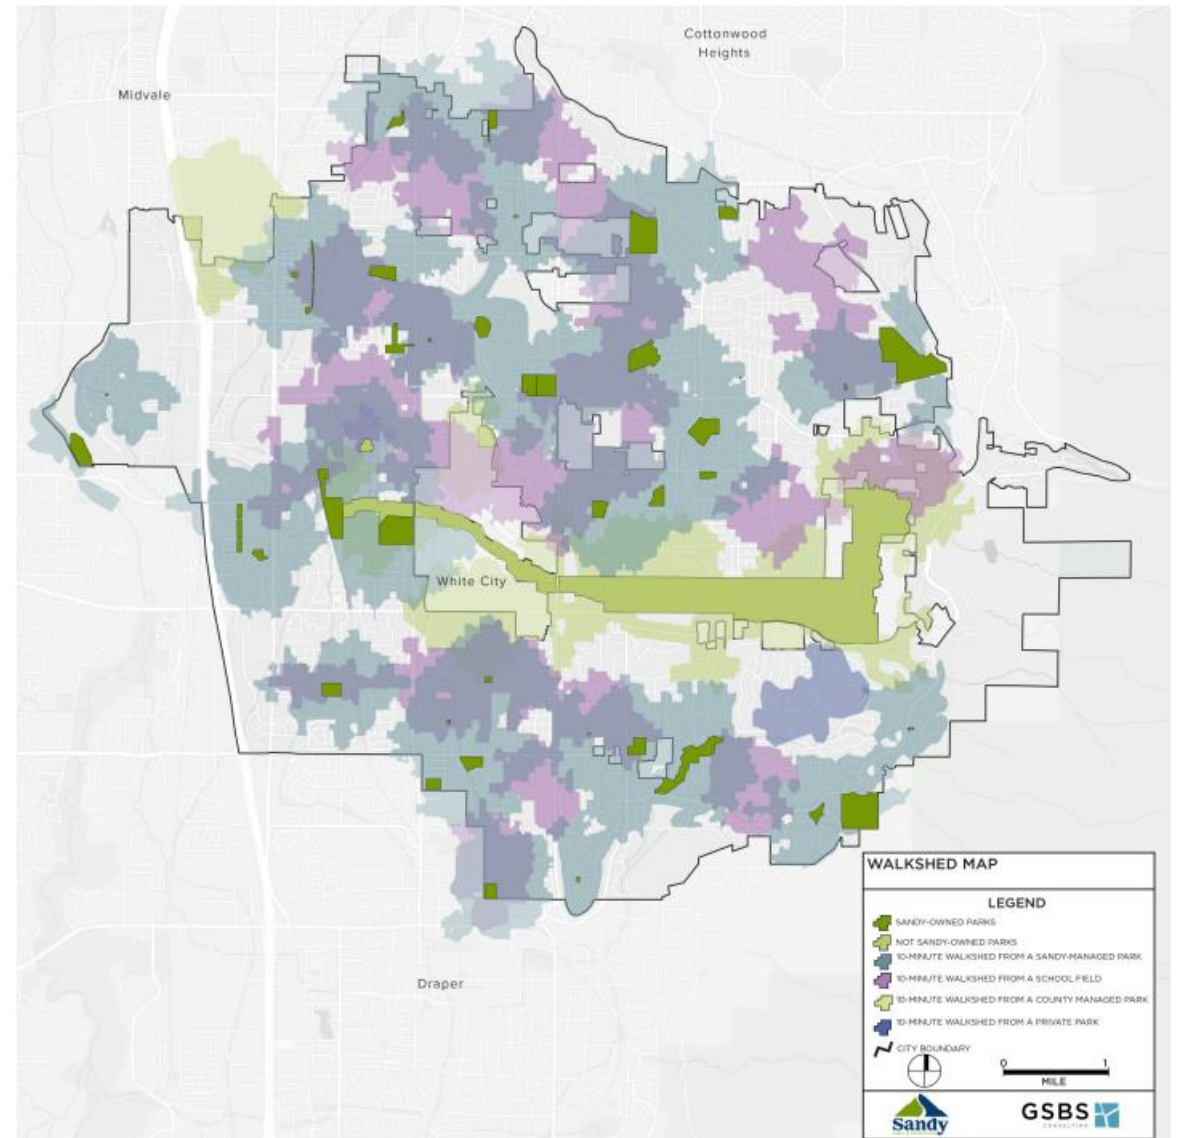 Cottonwood
Heights
Midvale
White City
Draper
WALKSHED MAP
LEGEND
SANDY-OWNED PARKS
NOT SANDY-OWNED PARKS
10-MINUTE WALKSHED FROM A SANDY-MANAGED PARK
10-MINUTE WALKSHED FROM A SCHOOL FIELD
10-MINUTE WALKSHED FROM A COUNTY MANAGED PARK
10-MINUTE WALKSHED FROM A PRIVATE PARK
CITY BOUNDARY
0 1
MILE
Sandy
GSBS
CONSULTING